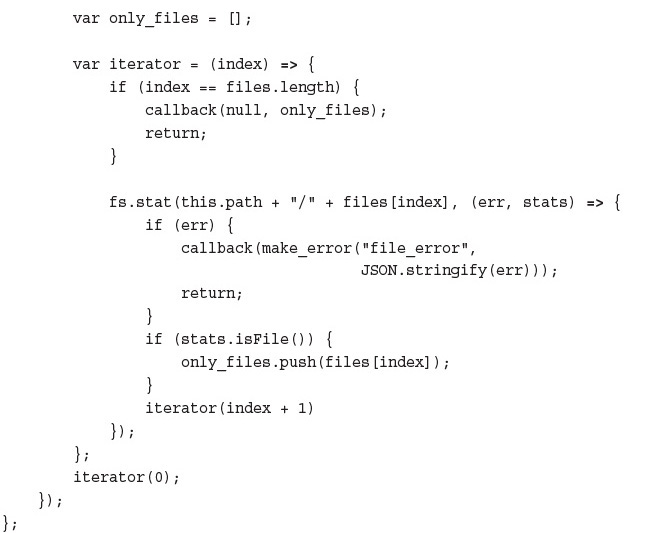 var only_files = [];

        var iterator = (index) => {
            if (index == files.length) {
                callback(null, only_files);
                return;
            }

            fs.stat(this.path + "/" + files[index], (err, stats) => {
                if (err) {
                    callback(make_error("file_error",
                                        JSON.stringify(err)));
                    return;
                }
                if (stats.isFile()) {
                    only_files.push(files[index]);
                }
                iterator(index + 1)
            });
        };
        iterator(0);
    });
};